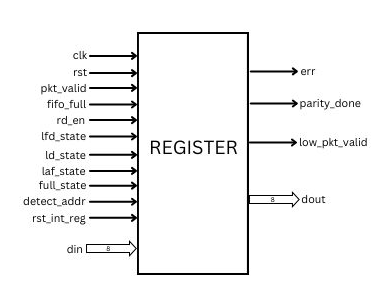 clk
rst
pkt_valid
fifo_full
rd_en
lfd_state
ld_state
laf_state
full_state
detect_addr
rst_int_reg
din
8
REGISTER
err
parity_done
low_pkt_valid
8
dout